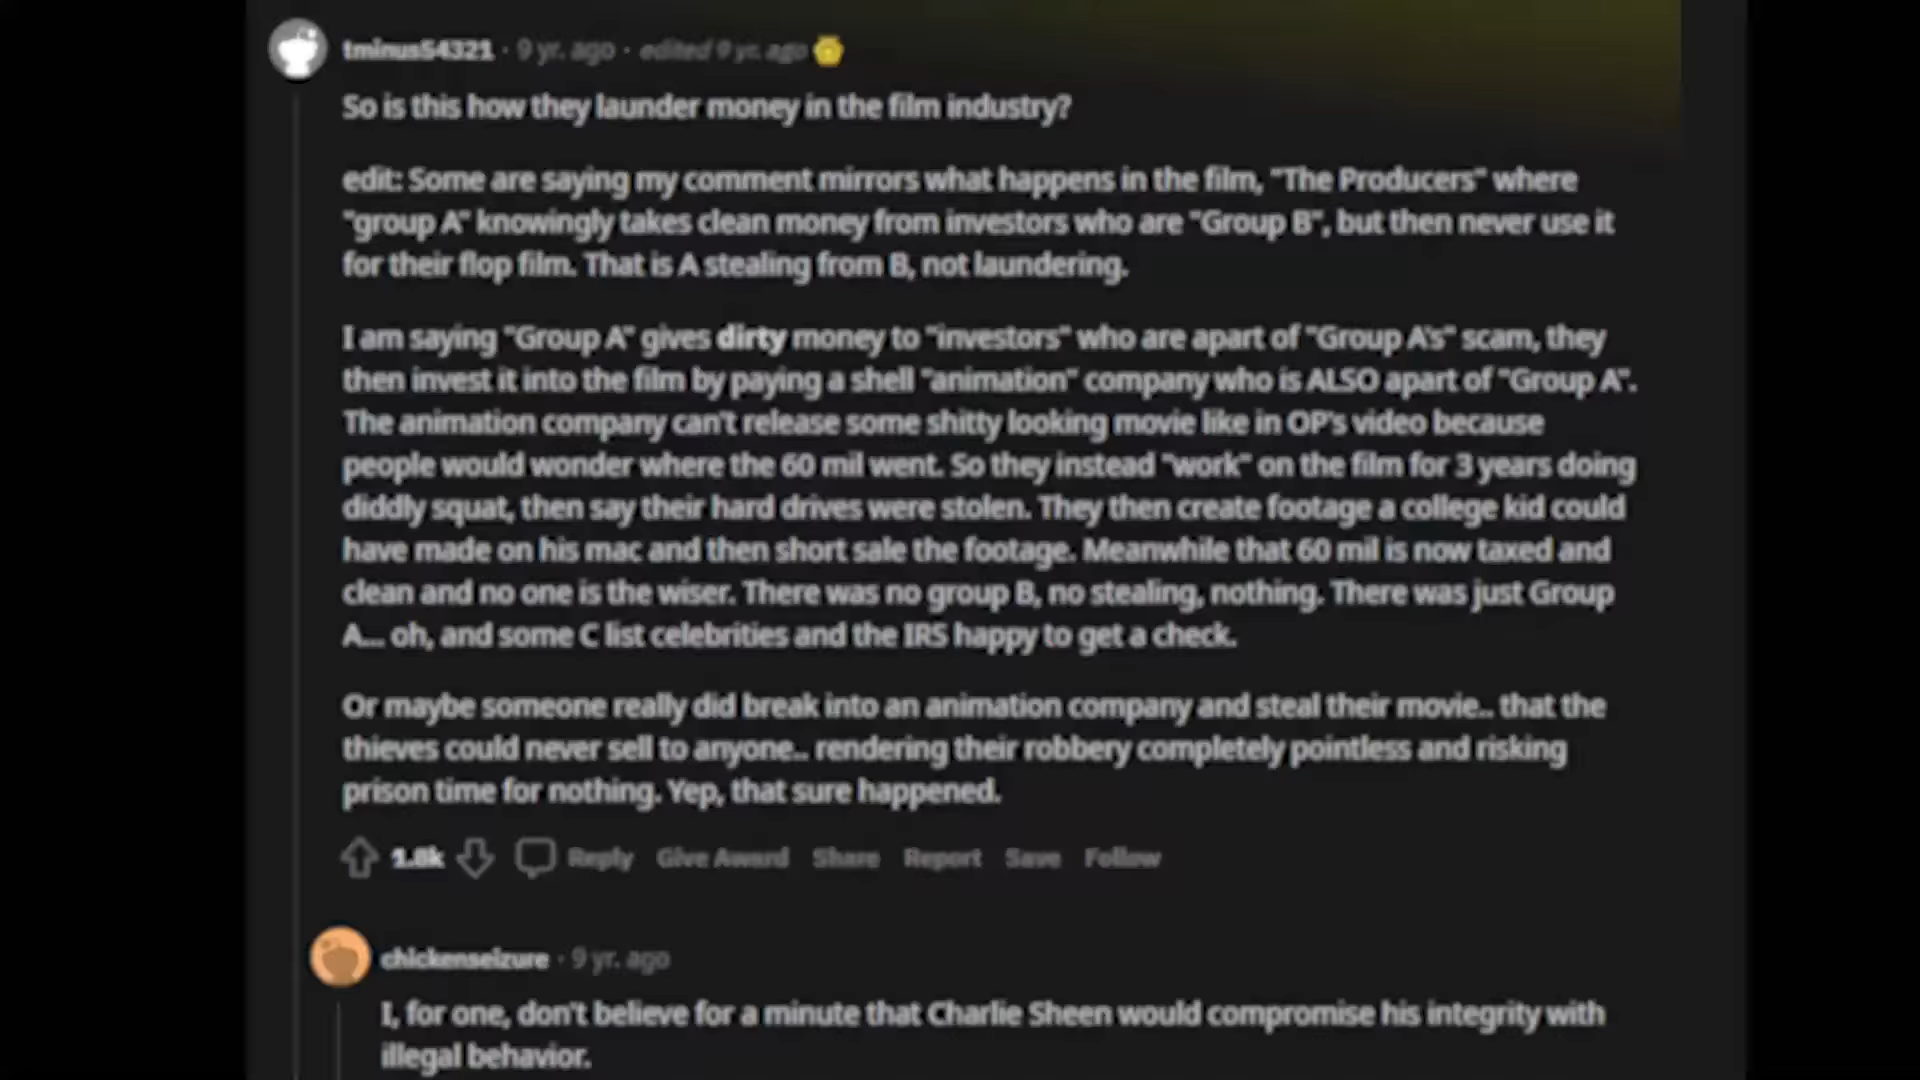 tminus54321 · 9 yr. ago · edited 9 yr. ago
So is this how they launder money in the film industry?
edit: Some are saying my comment mirrors what happens in the film, "The Producers" where
"group A" knowingly takes clean money from investors who are "Group B", but then never use it
for their flop film. That is A stealing from B, not laundering.
I am saying "Group A" gives dirty money to "investors" who are apart of "Group A's" scam, they
then invest it into the film by paying a shell "animation" company who is ALSO apart of "Group A".
The animation company can't release some shitty looking movie like in OP's video because
people would wonder where the 60 mil went. So they instead "work" on the film for 3 years doing
diddly squat, then say their hard drives were stolen. They then create footage a college kid could
have made on his mac and then short sale the footage. Meanwhile that 60 mil is now taxed and
clean and no one is the wiser. There was no group B, no stealing, nothing. There was just Group
A... oh, and some C list celebrities and the IRS happy to get a check.
Or maybe someone really did break into an animation company and steal their movie.. that the
thieves could never sell to anyone.. rendering their robbery completely pointless and risking
prison time for nothing. Yep, that sure happened.
1.8k Reply Give Award Share Report Save Follow
chickenseizure · 9 yr. ago
I, for one, don't believe for a minute that Charlie Sheen would compromise his integrity with
illegal behavior.